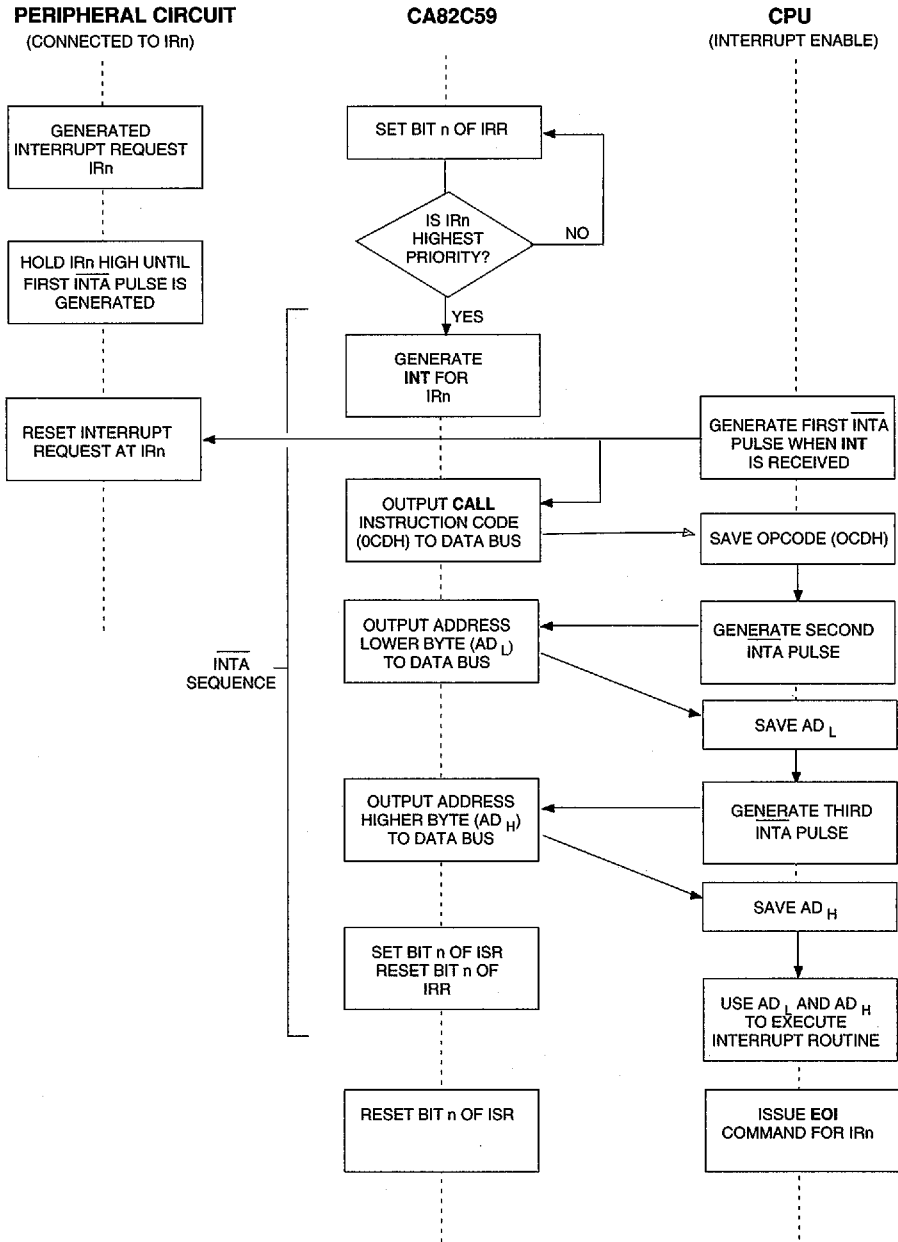 PERIPHERAL CIRCUIT
(CONNECTED TO IRn)
CA82C59
CPU
(INTERRUPT ENABLE)
GENERATED
INTERRUPT REQUEST
IRn
SET BIT n OF IRR
IS IRn
HIGHEST
PRIORITY?
NO
HOLD IRn HIGH UNTIL
FIRST INTA PULSE IS
GENERATED
YES
GENERATE
INT FOR
IRn
RESET INTERRUPT
REQUEST AT IRn
GENERATE FIRST INTA
PULSE WHEN INT
IS RECEIVED
OUTPUT CALL
INSTRUCTION CODE
(0CDH) TO DATA BUS
SAVE OPCODE (OCDH)
OUTPUT ADDRESS
LOWER BYTE (AD L)
TO DATA BUS
GENERATE SECOND
INTA PULSE
INTA
SEQUENCE
SAVE AD L
OUTPUT ADDRESS
HIGHER BYTE (AD H)
TO DATA BUS
GENERATE THIRD
INTA PULSE
SAVE AD H
SET BIT n OF ISR
RESET BIT n OF
IRR
USE AD L AND AD H
TO EXECUTE
INTERRUPT ROUTINE
RESET BIT n OF ISR
ISSUE EOI
COMMAND FOR IRn